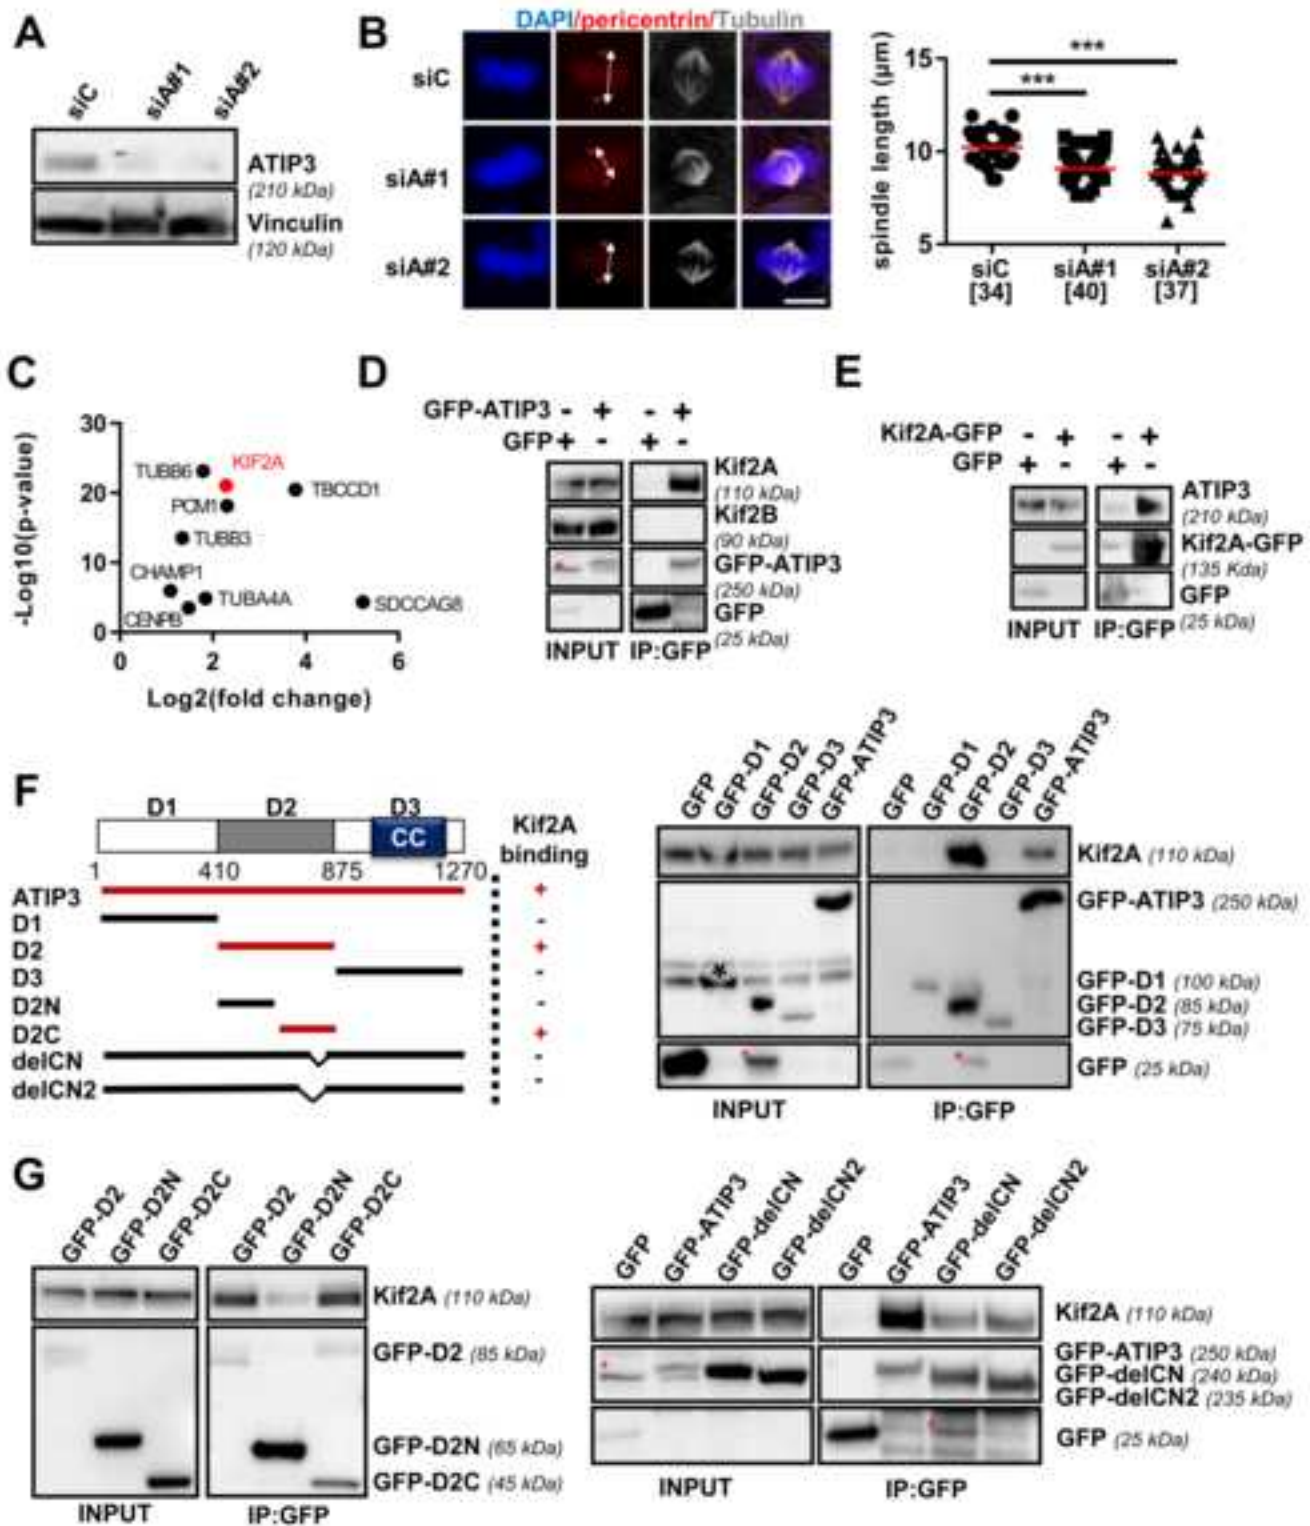 A
siC siA#1 siA#2
ATIP3
(210 kDa)
Vinculin
(120 kDa)
B
DAPI/pericentrin/Tubulin
siC
siA#1
siA#2
spindle length (µm)
15
10
5
*** 
***
siC siA#1 siA#2
[34] [40] [37]
C
-Log10(p-value)
30
20
10
0
TUBB6
KIF2A
PCM1
TBCCD1
TUBB3
CHAMP1
TUBA4A
CENPB
SDCCAG8
0 2 4 6
Log2(fold change)
D
GFP-ATIP3 - + - +
GFP + - + -
Kif2A
(110 kDa)
Kif2B
(90 kDa)
GFP-ATIP3
(250 kDa)
GFP
(25 kDa)
INPUT IP:GFP
E
Kif2A-GFP - + - +
GFP + - + -
ATIP3
(210 kDa)
Kif2A-GFP
(135 Kda)
GFP
(25 kDa)
INPUT IP:GFP
F
D1 D2 D3
CC
1 410 875 1270
Kif2A
binding
ATIP3 +
D1 -
D2 +
D3 -
D2N -
D2C +
delCN -
delCN2 -
GFP GFP-D1 GFP-D2 GFP-D3 GFP-ATIP3
GFP GFP-D1 GFP-D2 GFP-D3 GFP-ATIP3
Kif2A (110 kDa)
GFP-ATIP3 (250 kDa)
*
GFP-D1 (100 kDa)
GFP-D2 (85 kDa)
GFP-D3 (75 kDa)
GFP (25 kDa)
INPUT IP:GFP
G
GFP-D2 GFP-D2N GFP-D2C
GFP-D2 GFP-D2N GFP-D2C
Kif2A (110 kDa)
GFP-D2 (85 kDa)
GFP-D2N (65 kDa)
GFP-D2C (45 kDa)
INPUT IP:GFP
GFP GFP-ATIP3 GFP-delCN GFP-delCN2
GFP GFP-ATIP3 GFP-delCN GFP-delCN2
Kif2A (110 kDa)
GFP-ATIP3 (250 kDa)
GFP-delCN (240 kDa)
GFP-delCN2 (235 kDa)
GFP (25 kDa)
INPUT IP:GFP